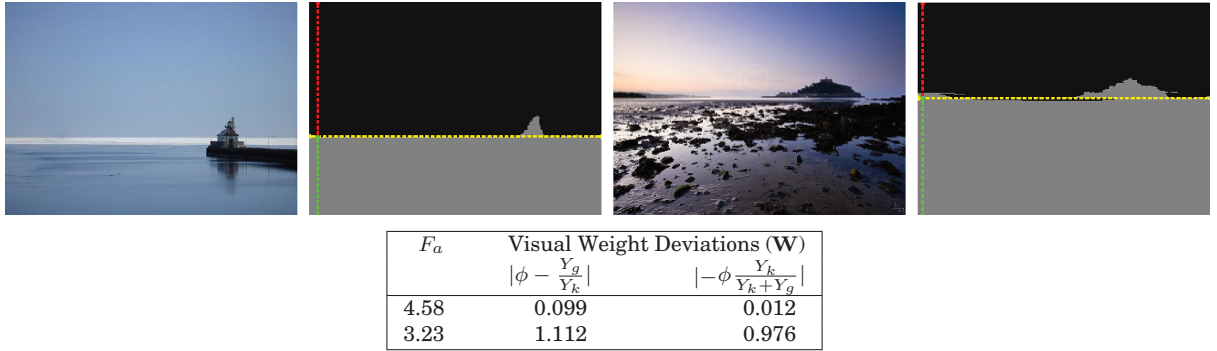 F_a Visual Weight Deviations (W)
|ϕ − Y_g/Y_k| |−ϕ Y_k/(Y_k+Y_g)|
4.58 0.099 0.012
3.23 1.112 0.976